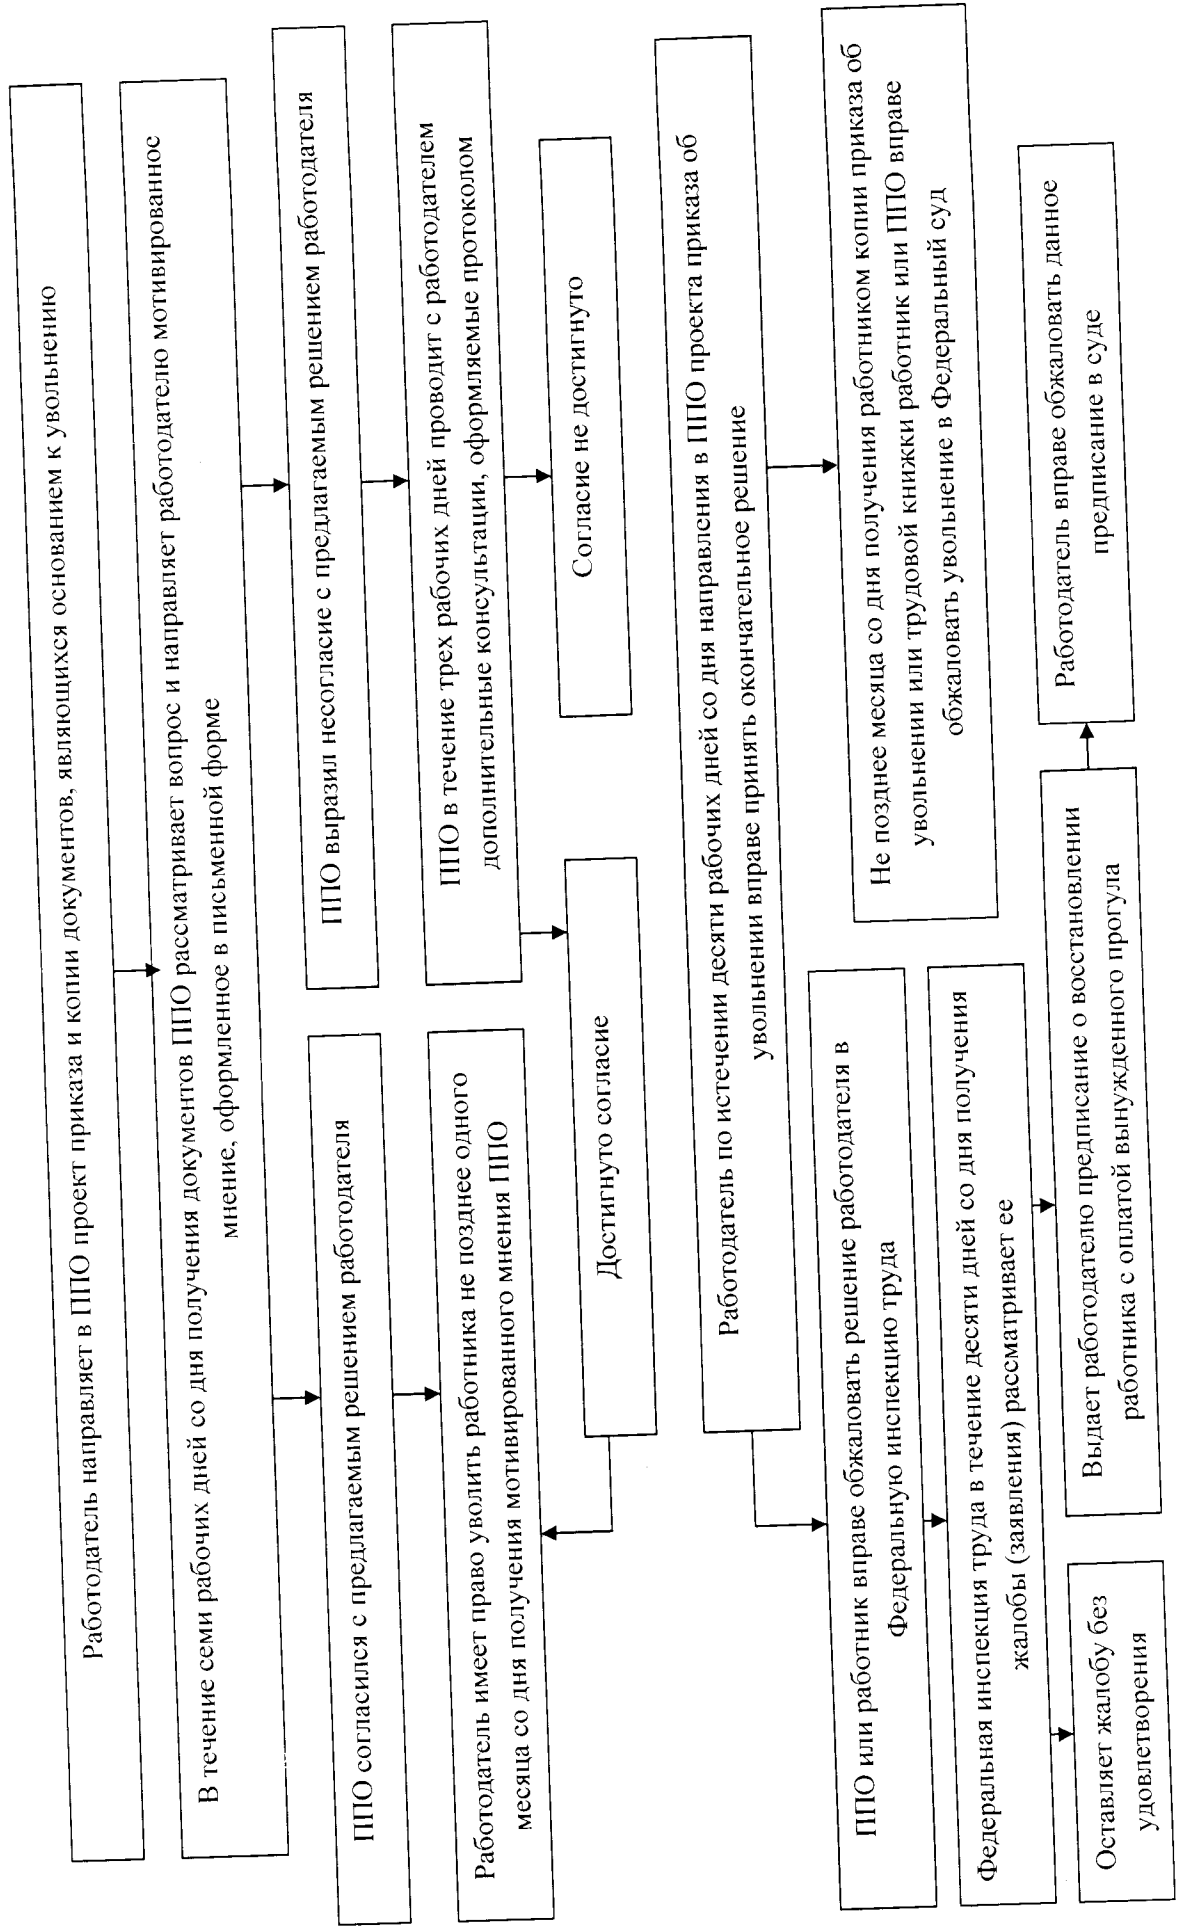 Работодатель направляет в ППО проект приказа и копии документов, являющихся основанием к увольнению
В течение семи рабочих дней со дня получения документов ППО рассматривает вопрос и направляет работодателю мотивированное
мнение, оформленное в письменной форме
ППО согласился с предлагаемым решением работодателя
ППО выразил несогласие с предлагаемым решением работодателя
Работодатель имеет право уволить работника не позднее одного
месяца со дня получения мотивированного мнения ППО
ППО в течение трех рабочих дней проводит с работодателем
дополнительные консультации, оформляемые протоколом
Достигнуто согласие
Согласие не достигнуто
Работодатель по истечении десяти рабочих дней со дня направления в ППО проекта приказа об
увольнении вправе принять окончательное решение
ППО или работник вправе обжаловать решение работодателя в
Федеральную инспекцию труда
Не позднее месяца со дня получения работником копии приказа об
увольнении или трудовой книжки работник или ППО вправе
обжаловать увольнение в Федеральный суд
Федеральная инспекция труда в течение десяти дней со дня получения
жалобы (заявления) рассматривает ее
Оставляет жалобу без
удовлетворения
Выдает работодателю предписание о восстановлении
работника с оплатой вынужденного прогула
Работодатель вправе обжаловать данное
предписание в суде